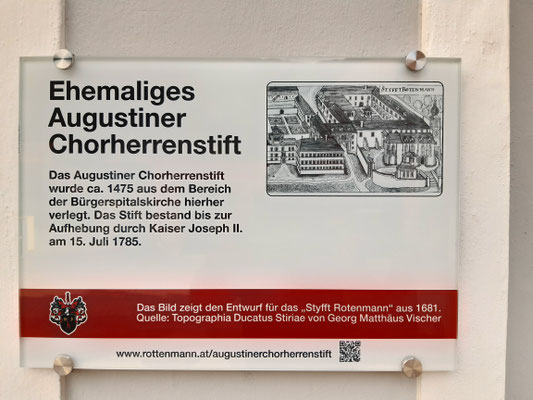 Ehemaliges
Augustiner
Chorherrenstift
STYFFT ROTENMAN
Das Augustiner Chorherrenstift
wurde ca. 1475 aus dem Bereich
der Bürgerspitalskirche hierher
verlegt. Das Stift bestand bis zur
Aufhebung durch Kaiser Joseph II.
am 15. Juli 1785.
Das Bild zeigt den Entwurf für das „Styfft Rotenmann“ aus 1681.
Quelle: Topographia Ducatus Stiriae von Georg Matthäus Vischer
www.rottenmann.at/augustinerchorherrenstift